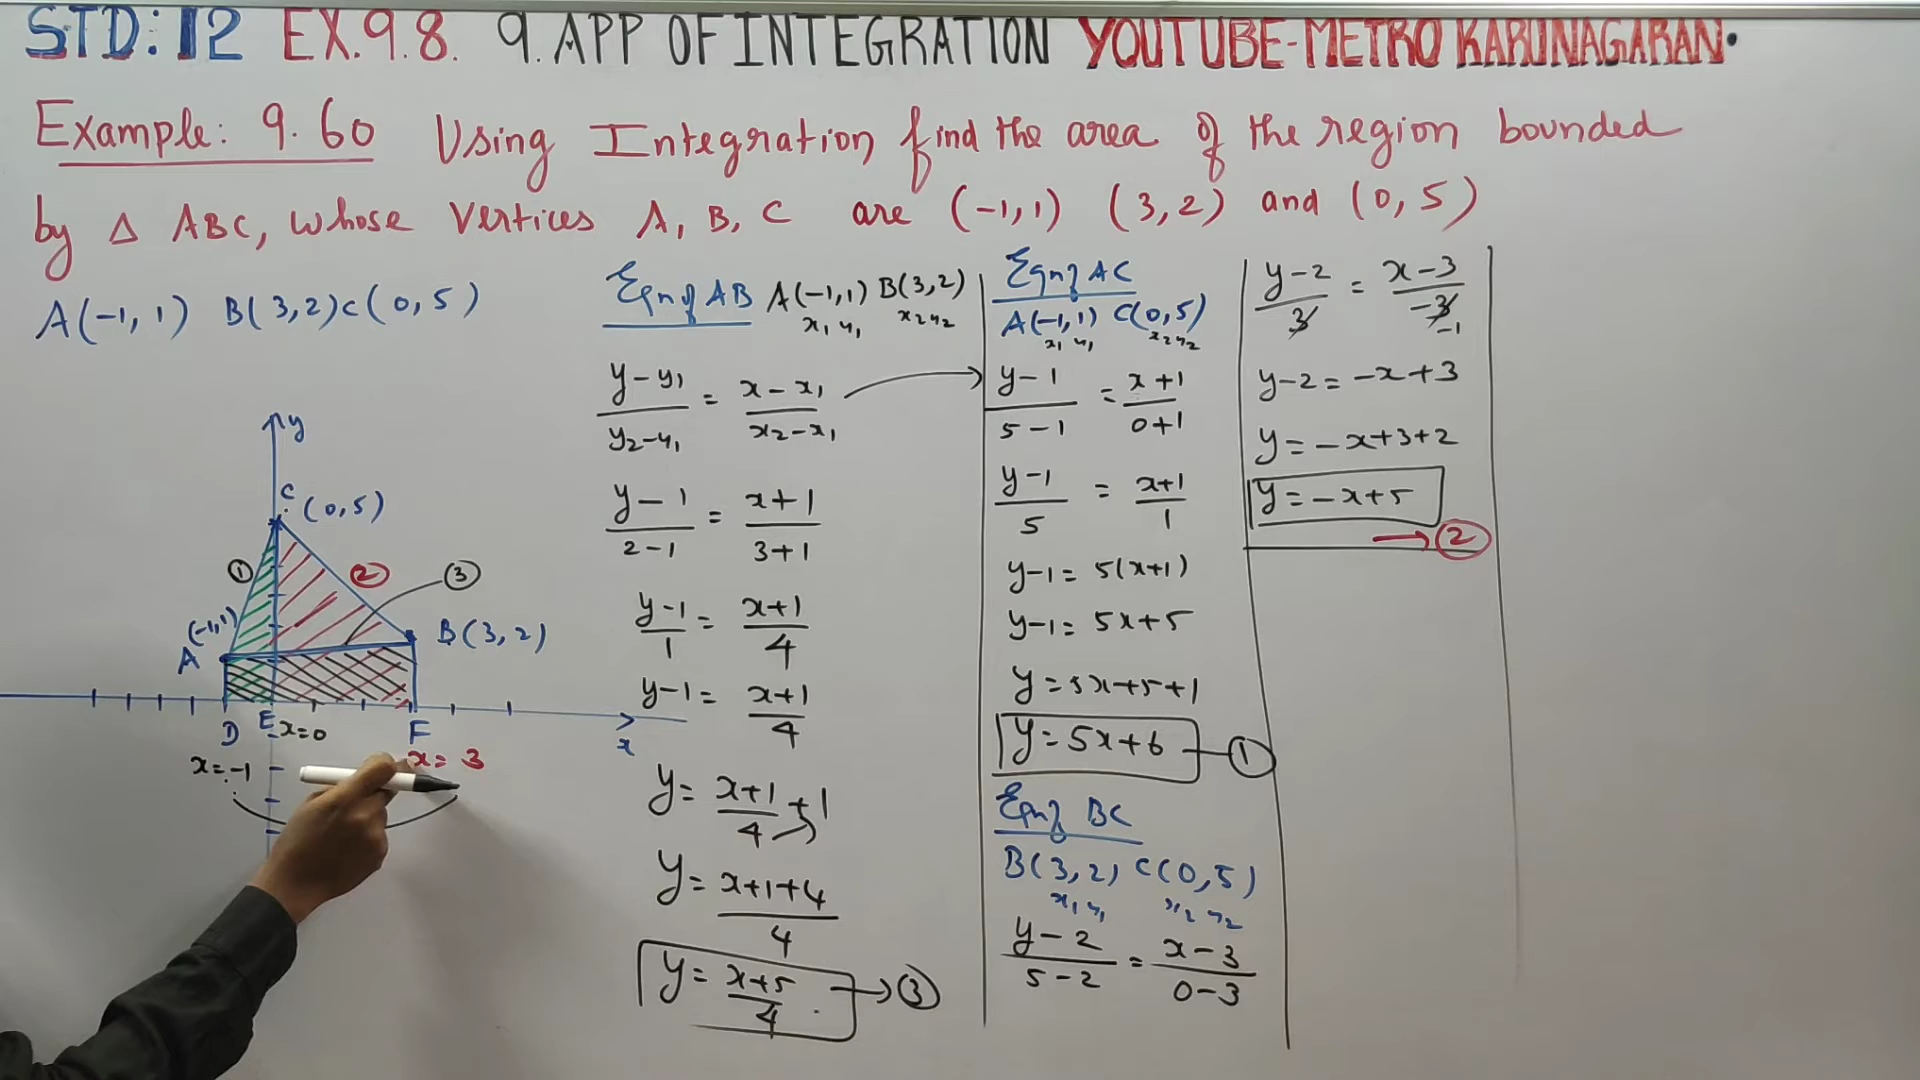 STD: 12 EX.9.8. 9. APP OF INTEGRATION YOUTUBE-METRO KARUNAGARAN.
Example: 9.60 Using Integration find the area of the region bounded
by Δ ABC, whose vertices A, B, C are (-1,1) (3,2) and (0,5)
A(-1,1) B(3,2) C(0,5)
y
C
(0,5)
①
②
③
(-1,1)
A
B(3,2)
D
E
x=0
F
x
x=-1
x=3
Eqn of AB A(-1,1) B(3,2)
x₁ y₁ x₂ y₂
(y-y₁)/(y₂-y₁) = (x-x₁)/(x₂-x₁)
(y-1)/(2-1) = (x+1)/(3+1)
(y-1)/1 = (x+1)/4
y-1 = (x+1)/4
y = (x+1)/4 + 1
y = (x+1+4)/4
y = (x+5)/4 → ③
Eqn of AC
A(-1,1) C(0,5)
x₁ y₁ x₂ y₂
(y-1)/(5-1) = (x+1)/(0+1)
(y-1)/5 = (x+1)/1
y-1 = 5(x+1)
y-1 = 5x+5
y = 5x+5+1
y = 5x+6 — ①
Eqn of BC
B(3,2) C(0,5)
x₁ y₁ x₂ y₂
(y-2)/(5-2) = (x-3)/(0-3)
(y-2)/3 = (x-3)/-3
-1
y-2 = -x+3
y = -x+3+2
y = -x+5
→ ②